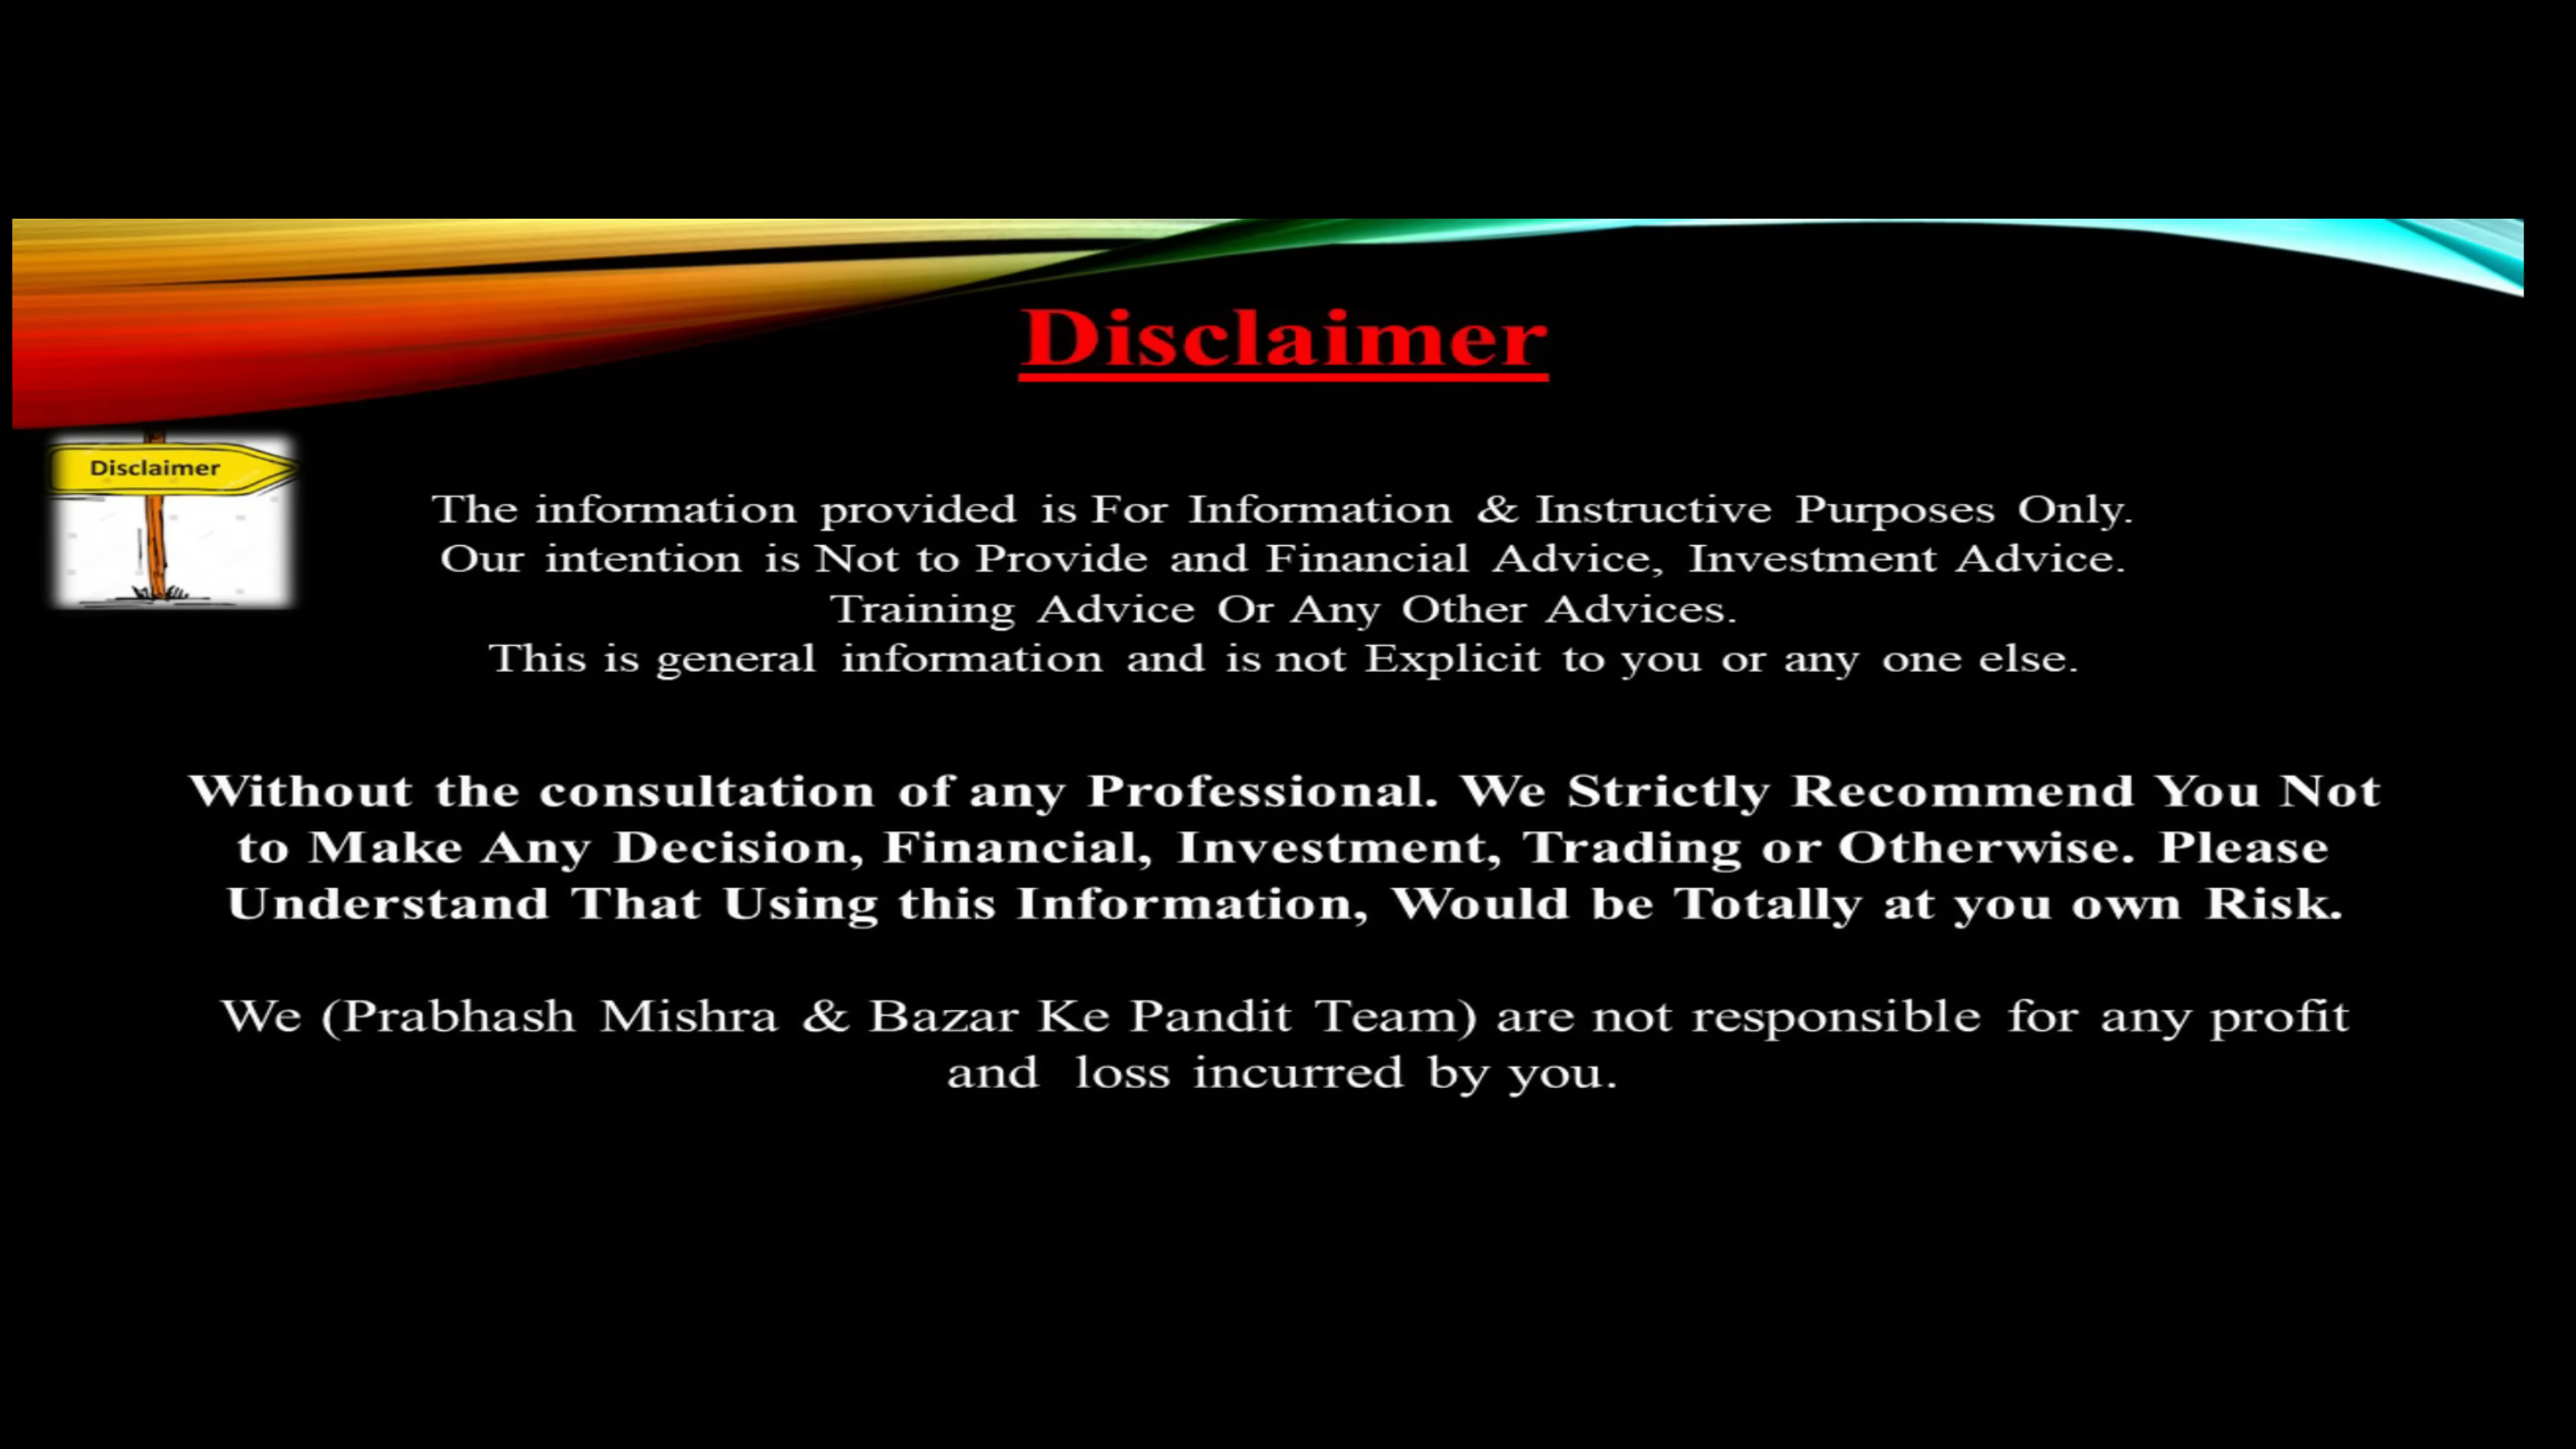 Disclaimer
Disclaimer
The information provided is For Information & Instructive Purposes Only.
Our intention is Not to Provide and Financial Advice, Investment Advice.
Training Advice Or Any Other Advices.
This is general information and is not Explicit to you or any one else.
Without the consultation of any Professional. We Strictly Recommend You Not
to Make Any Decision, Financial, Investment, Trading or Otherwise. Please
Understand That Using this Information, Would be Totally at you own Risk.
We (Prabhash Mishra & Bazar Ke Pandit Team) are not responsible for any profit
and loss incurred by you.